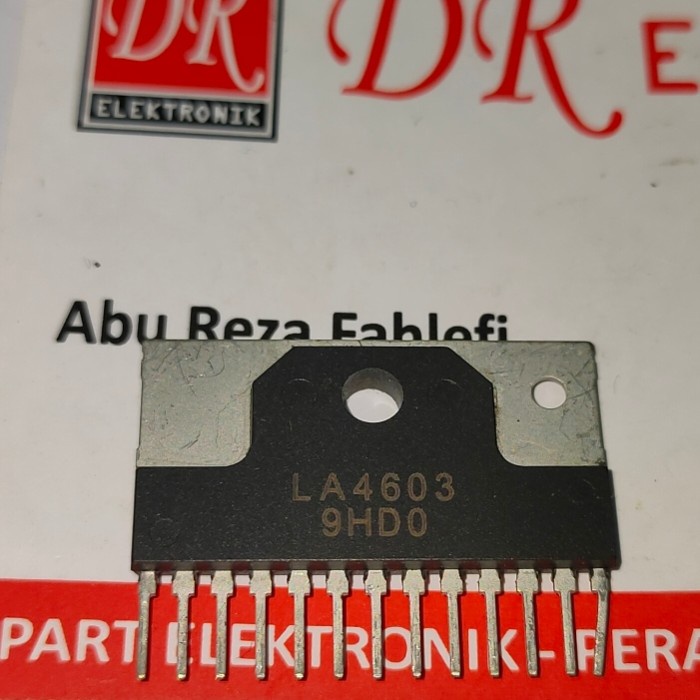 DR
ELEKTRONIK
DR E
Abu Reza Fahlefi
LA4603
9HD0
PART ELEKTRONIK - PERA